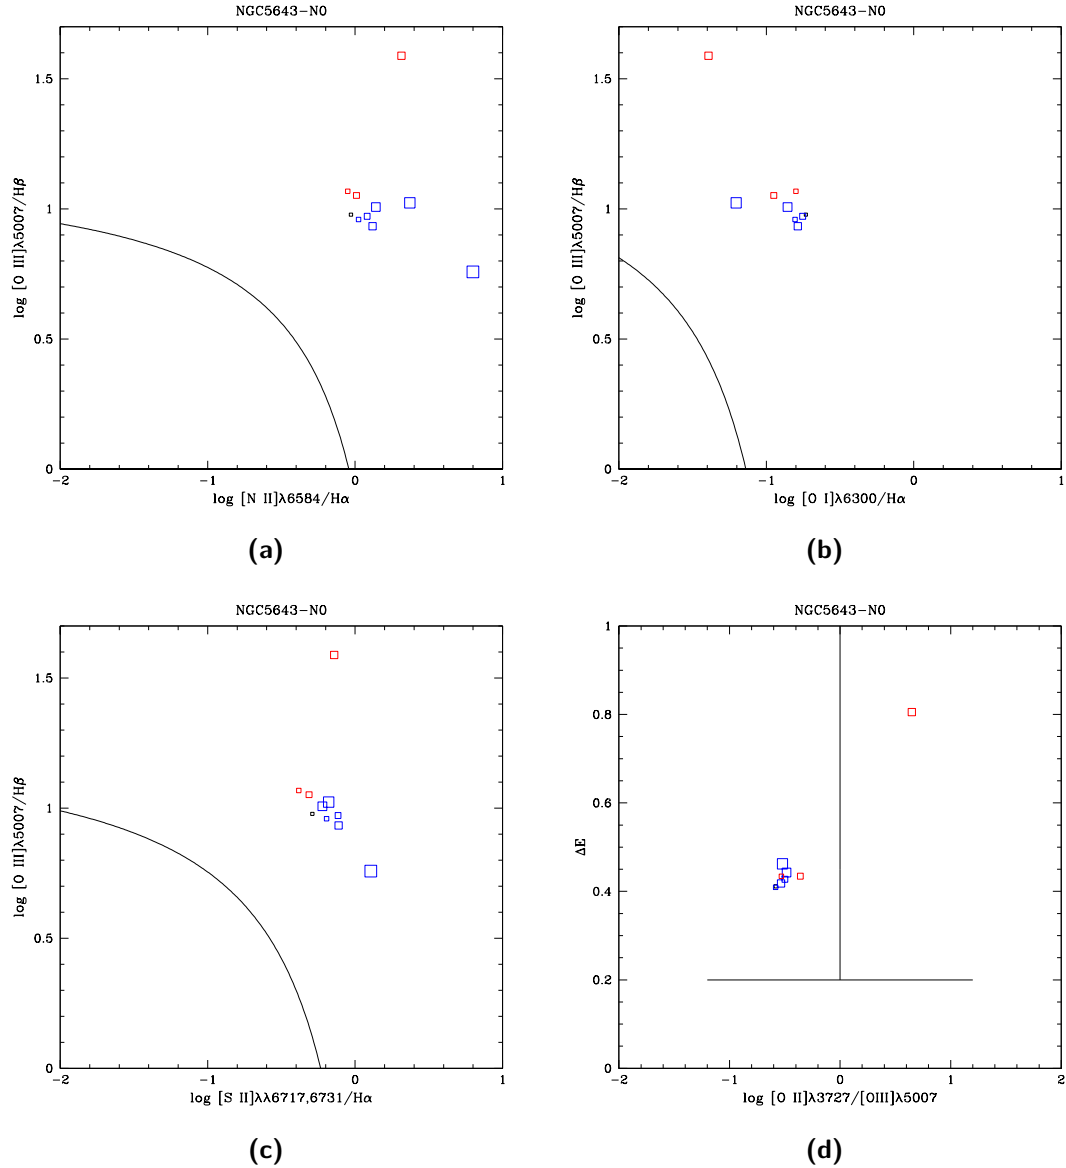 NGC5643-N0
NGC5643-N0
1.5
1
0.5
0
log [O III]λ5007/Hβ
-2
-1
0
1
log [N II]λ6584/Hα
1.5
1
0.5
0
log [O III]λ5007/Hβ
-2
-1
0
1
log [O I]λ6300/Hα
(a)
(b)
NGC5643-N0
NGC5643-N0
1.5
1
0.5
0
log [O III]λ5007/Hβ
-2
-1
0
1
log [S II]λλ6717,6731/Hα
1
0.8
0.6
0.4
0.2
0
ΔE
-2
-1
0
1
2
log [O II]λ3727/[OIII]λ5007
(c)
(d)